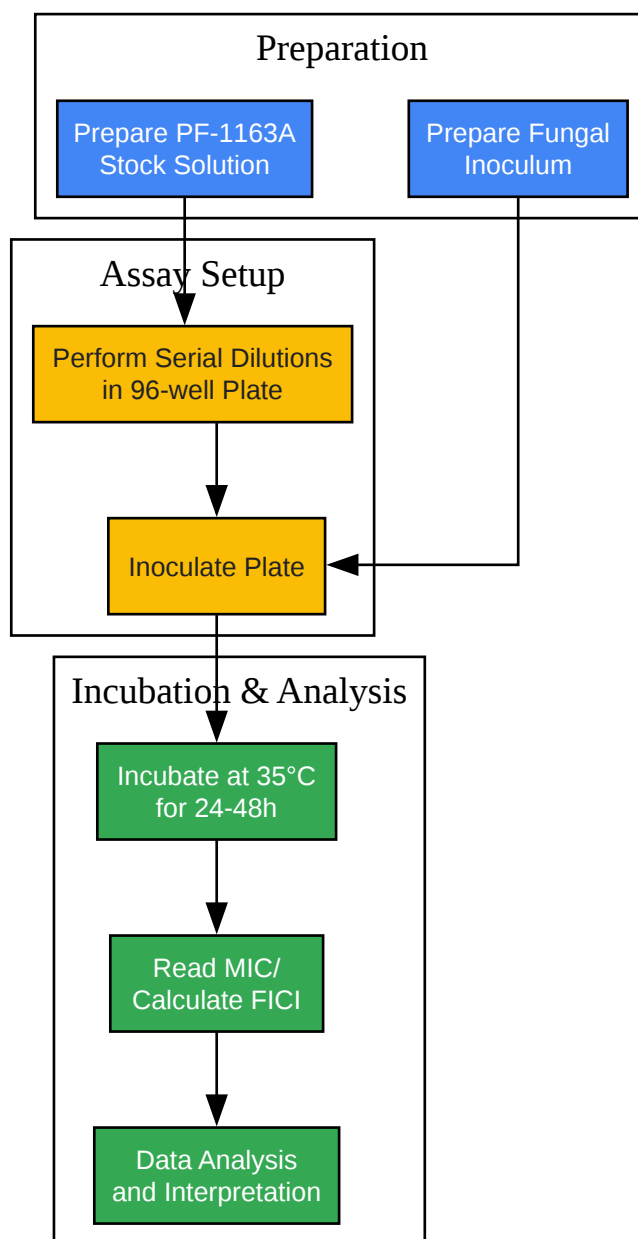 Preparation
Prepare PF-1163A
Stock Solution
Prepare Fungal
Inoculum
Assay Setup
Perform Serial Dilutions
in 96-well Plate
Inoculate Plate
Incubation & Analysis
Incubate at 35°C
for 24-48h
Read MIC/
Calculate FICI
Data Analysis
and Interpretation